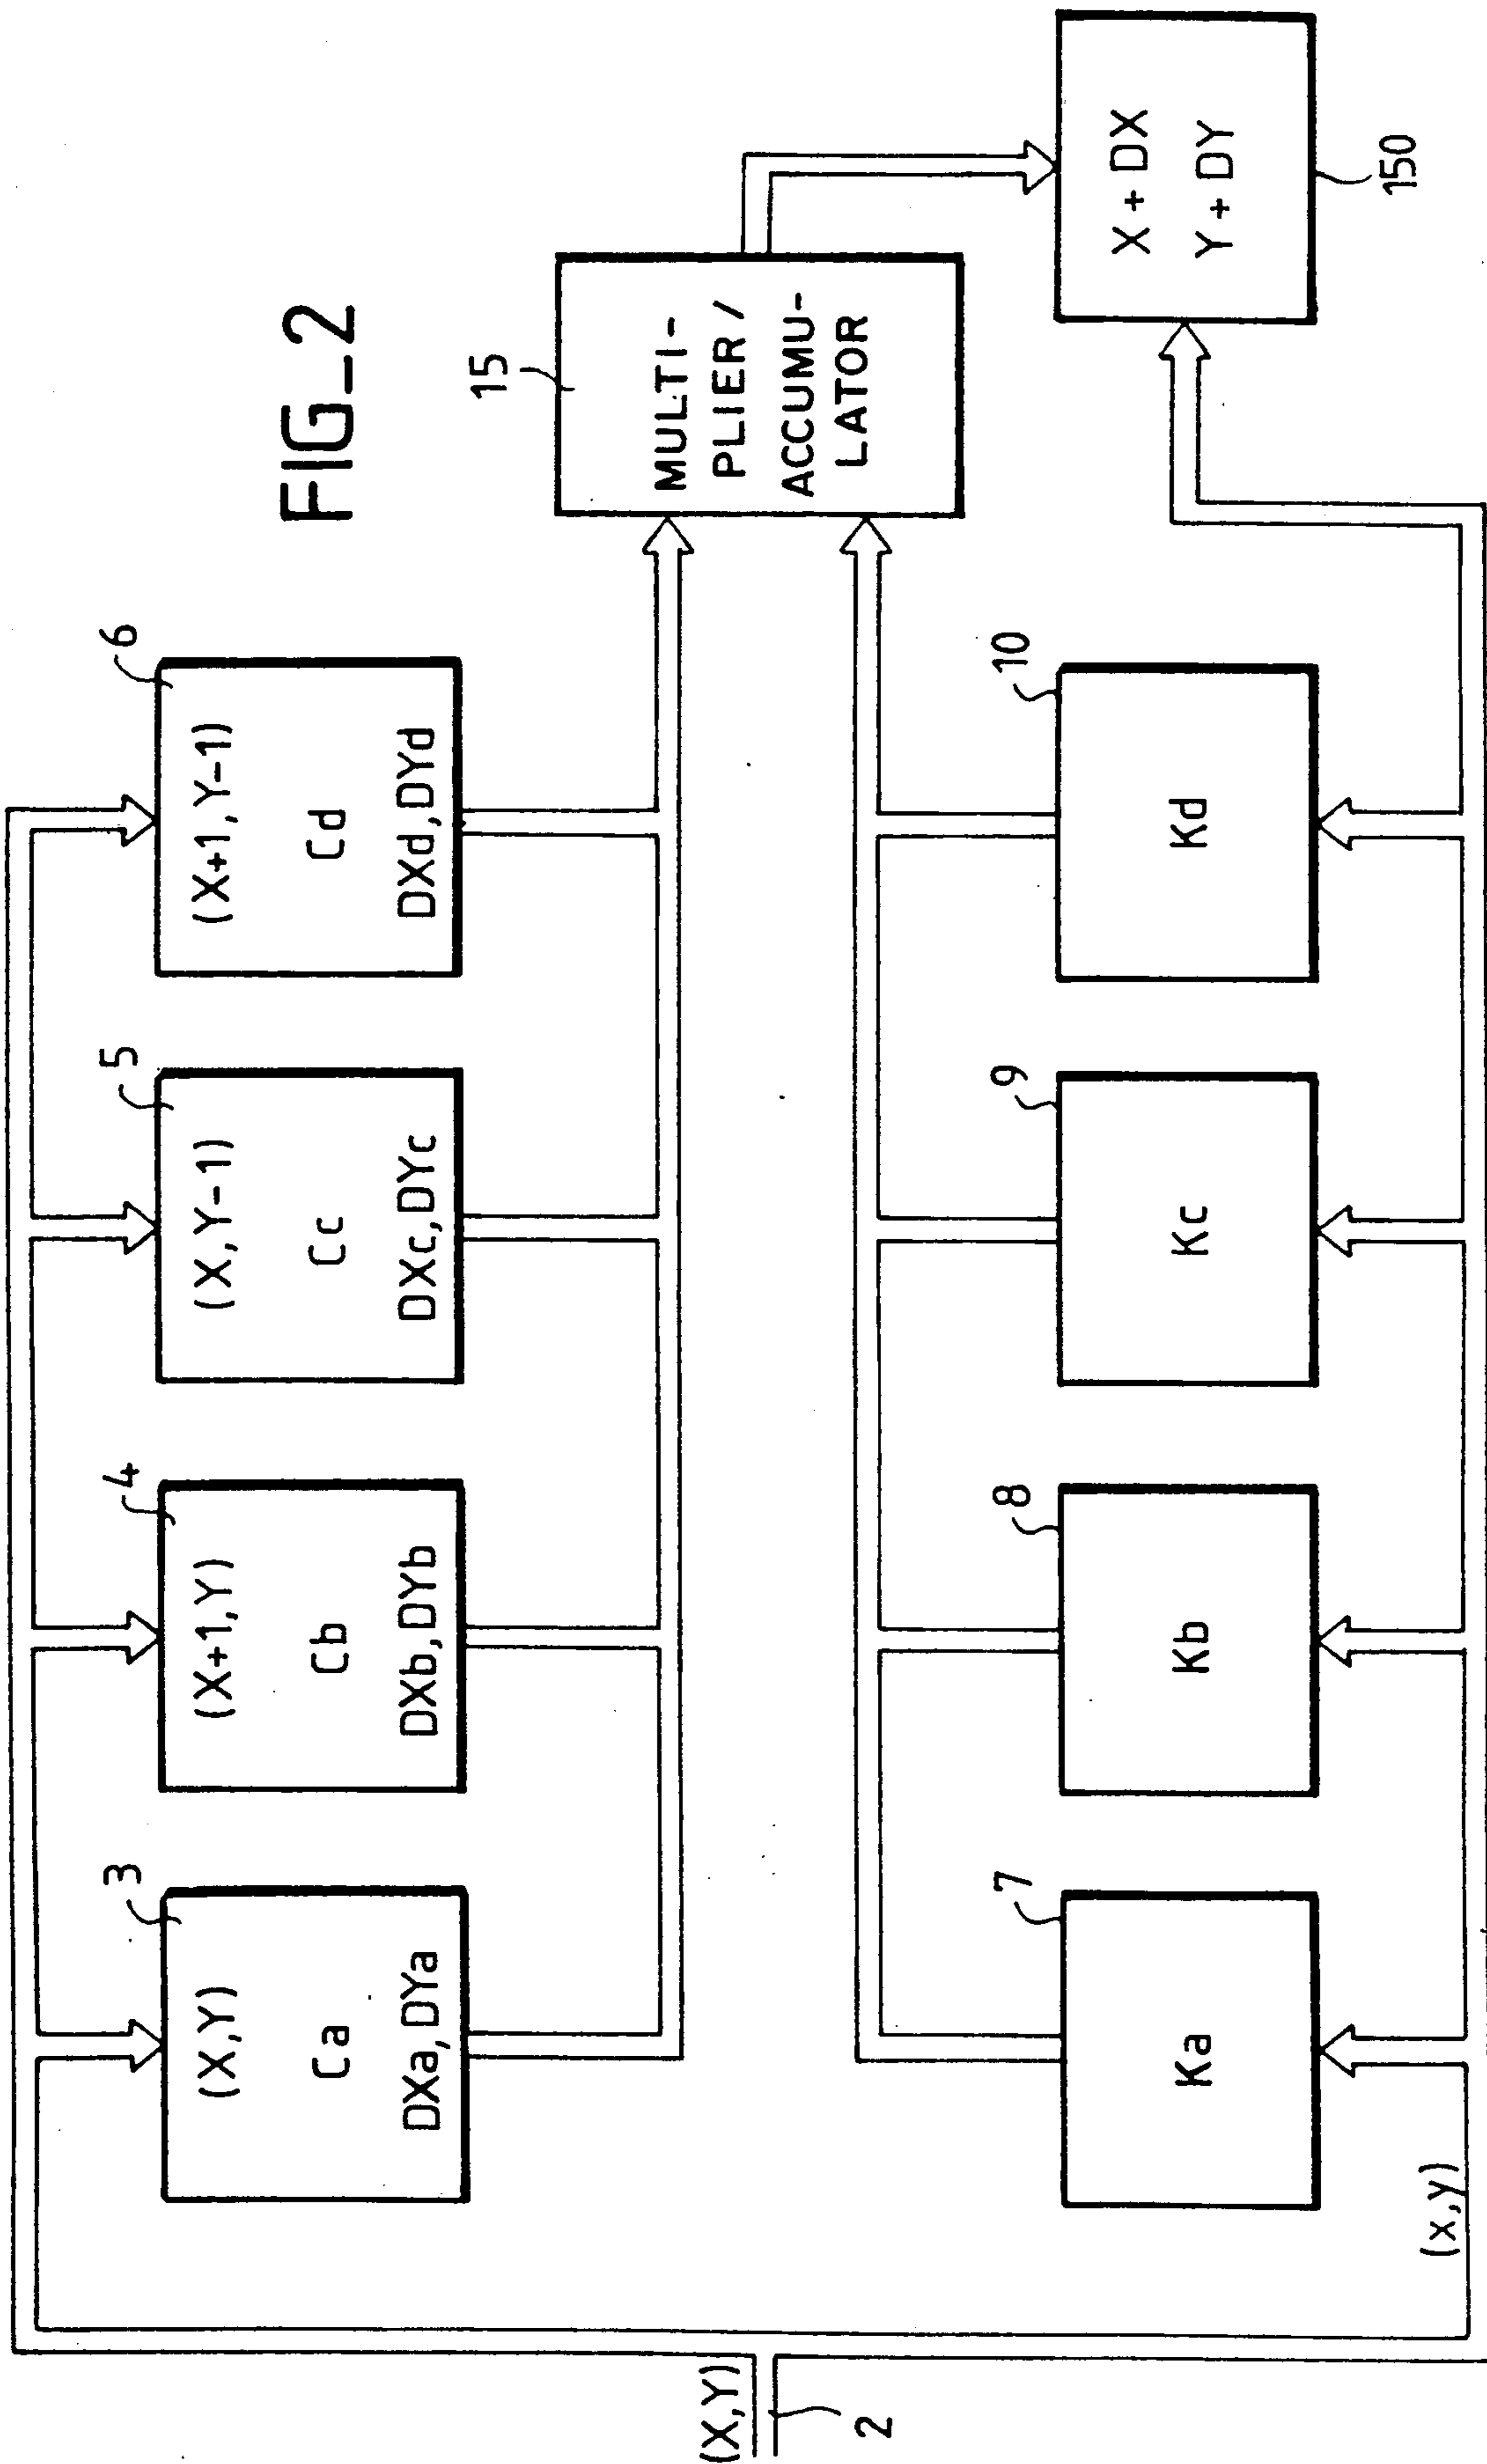 FIG_2
6
(X+1,Y-1)
Cd
DXd,DYd
5
(X,Y-1)
Cc
DXc,DYc
4
(X+1,Y)
Cb
DXb,DYb
3
(X,Y)
Ca
DXa,DYa
15
MULTI-
PLIER/
ACCUMU-
LATOR
X+DX
Y+DY
150
10
Kd
9
Kc
8
Kb
7
Ka
(x,y)
(X,Y)
2